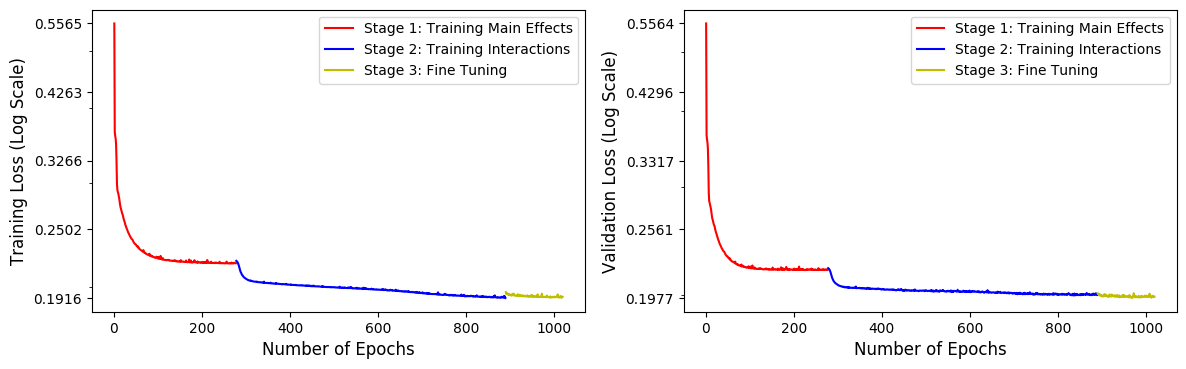 Training Loss (Log Scale)
0.5565
0.4263
0.3266
0.2502
0.1916
Stage 1: Training Main Effects
Stage 2: Training Interactions
Stage 3: Fine Tuning
0 200 400 600 800 1000
Number of Epochs
Validation Loss (Log Scale)
0.5564
0.4296
0.3317
0.2561
0.1977
Stage 1: Training Main Effects
Stage 2: Training Interactions
Stage 3: Fine Tuning
0 200 400 600 800 1000
Number of Epochs